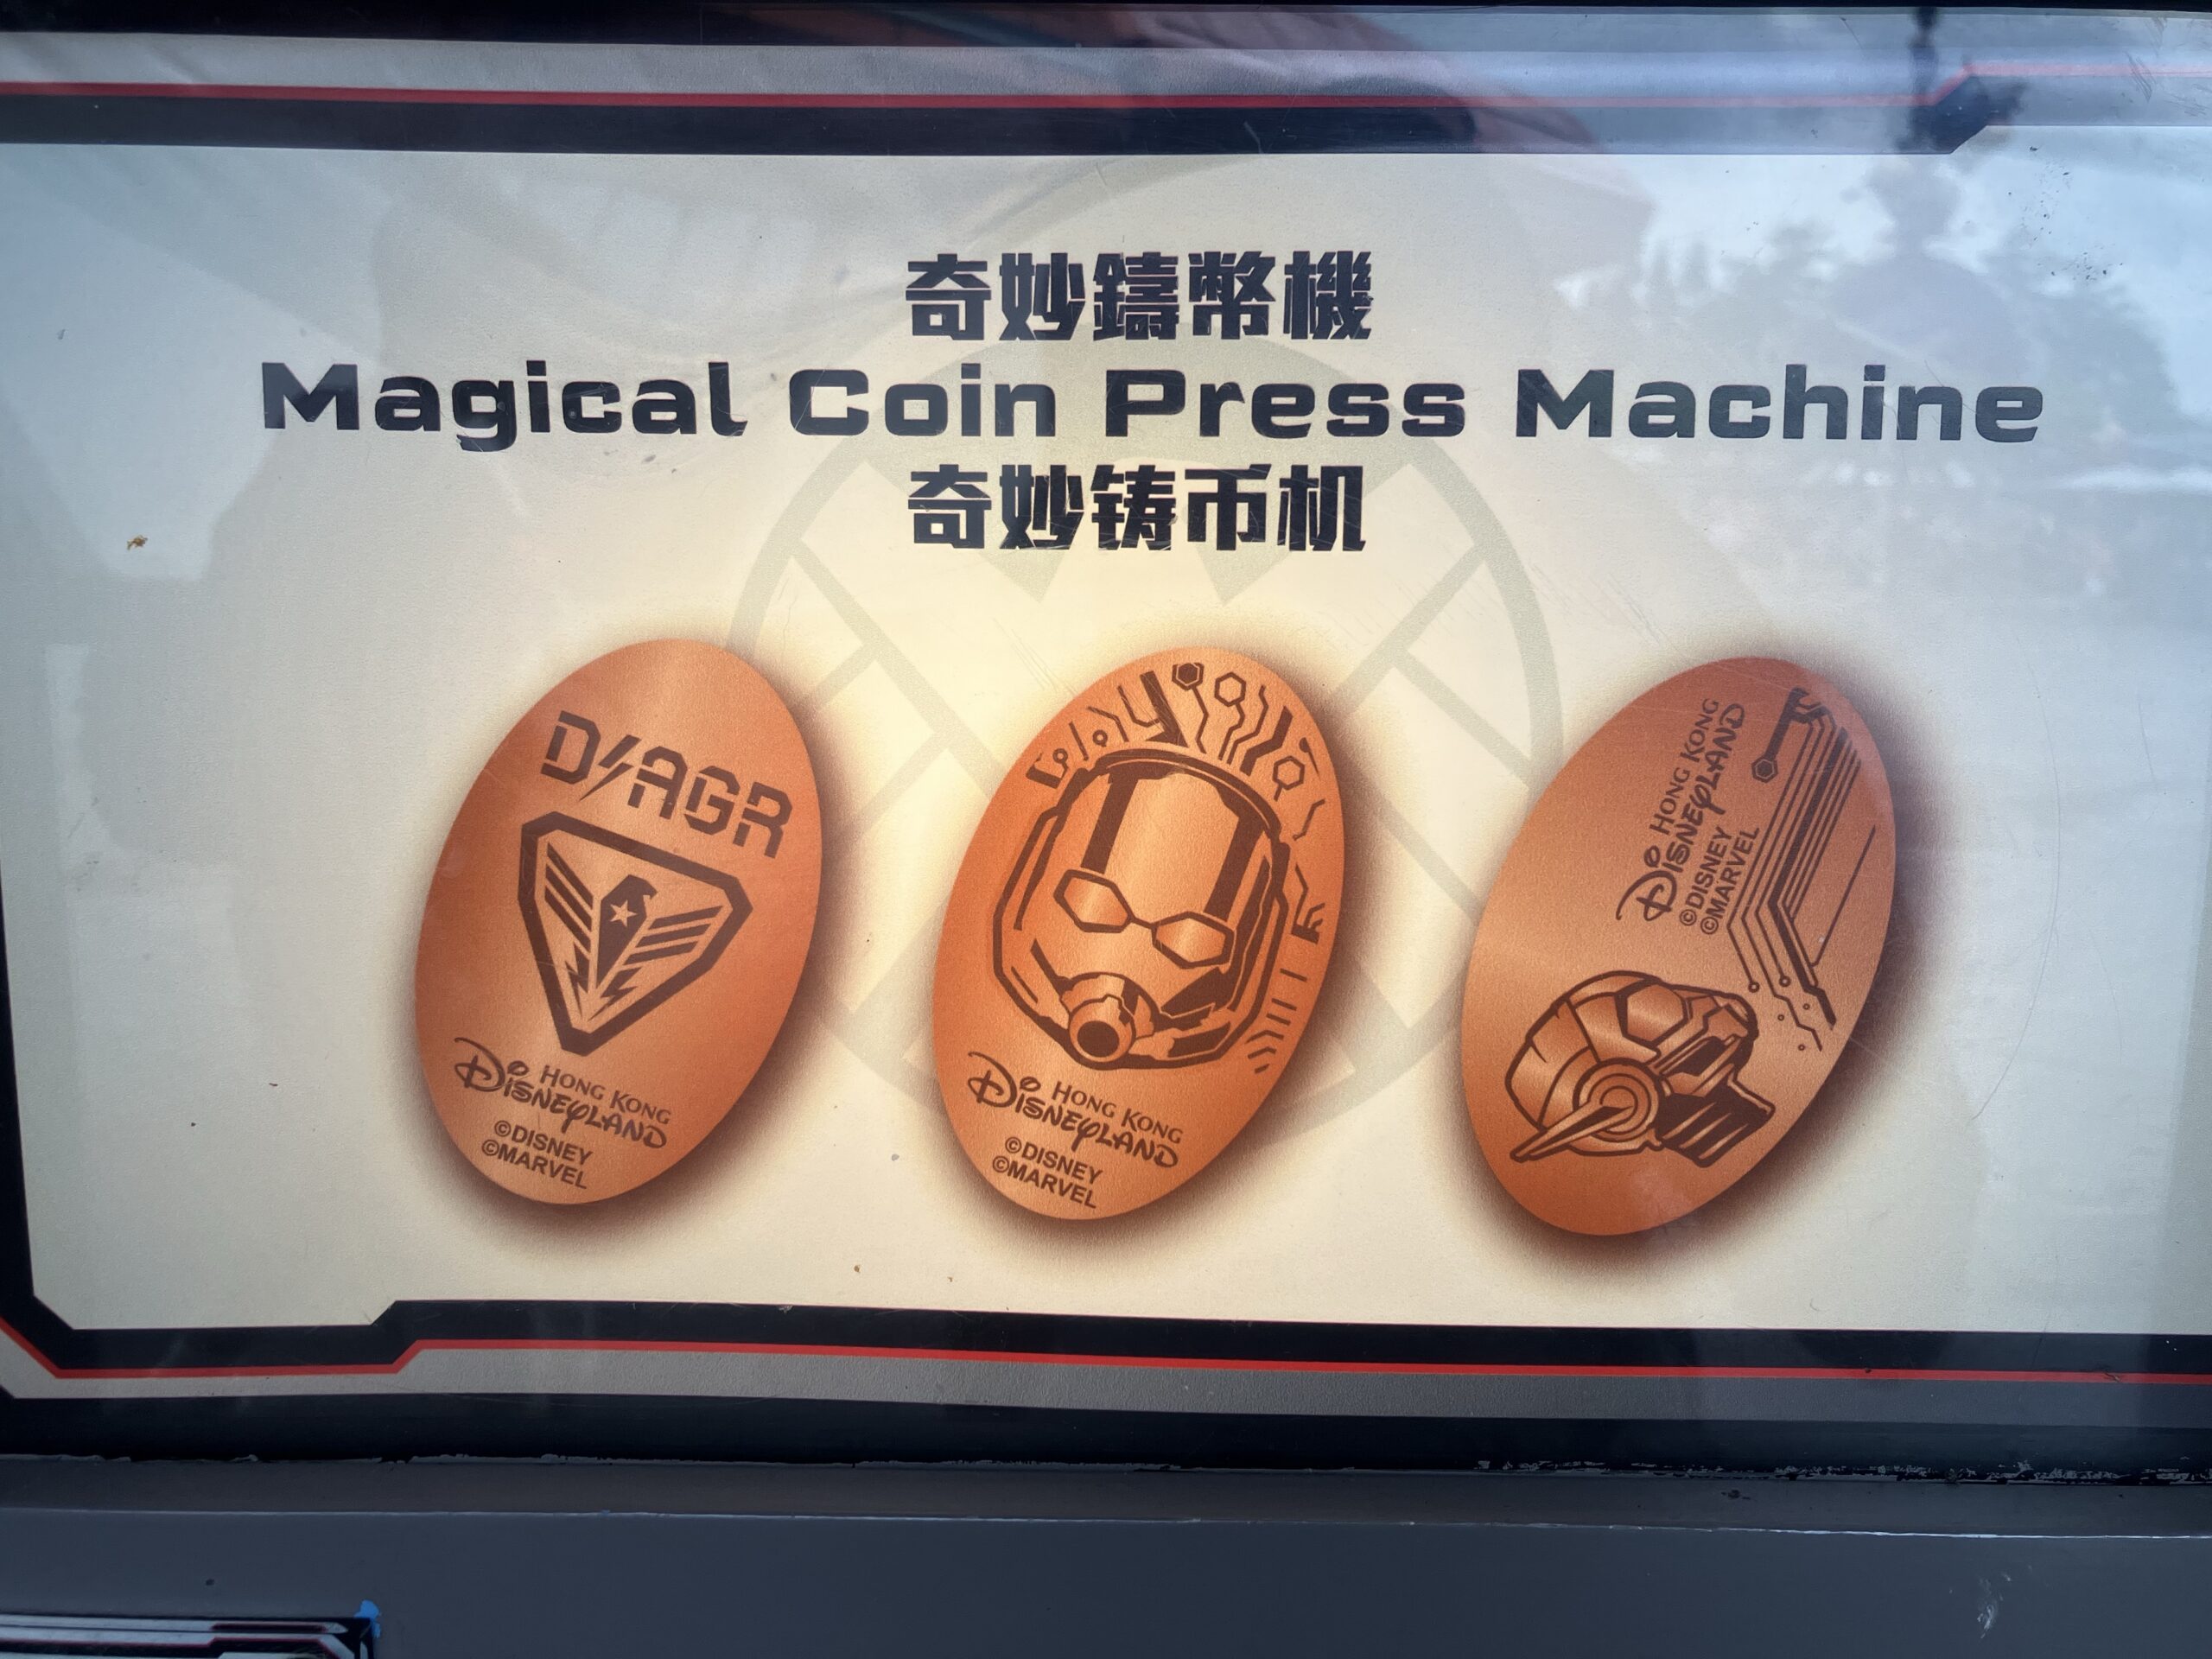 奇妙鑄幣機
Magical Coin Press Machine
奇妙铸币机
D/AGR
HONG KONG
DISNEYLAND
©DISNEY
©MARVEL
HONG KONG
DISNEYLAND
©DISNEY
©MARVEL
HONG KONG
DISNEYLAND
©DISNEY
©MARVEL